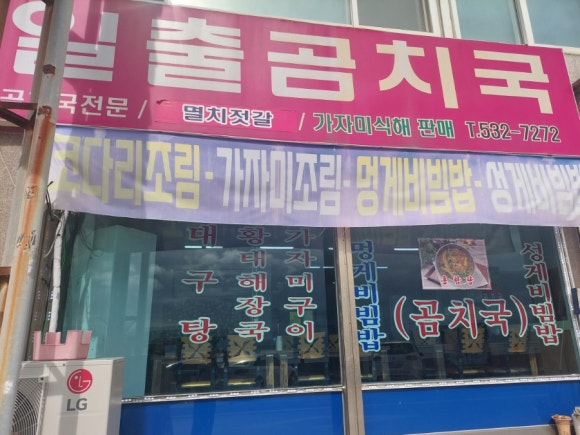 일출곰치국
곰치국전문 / 멸치젓갈 / 가자미식해 판매 T.532-7272
코다리조림·가자미조림·멍게비빔밥·성게비빔밥
대구탕
황태해장국
가자미구이
멍게비빔밥
(곰치국)
성게비빔밥
LG